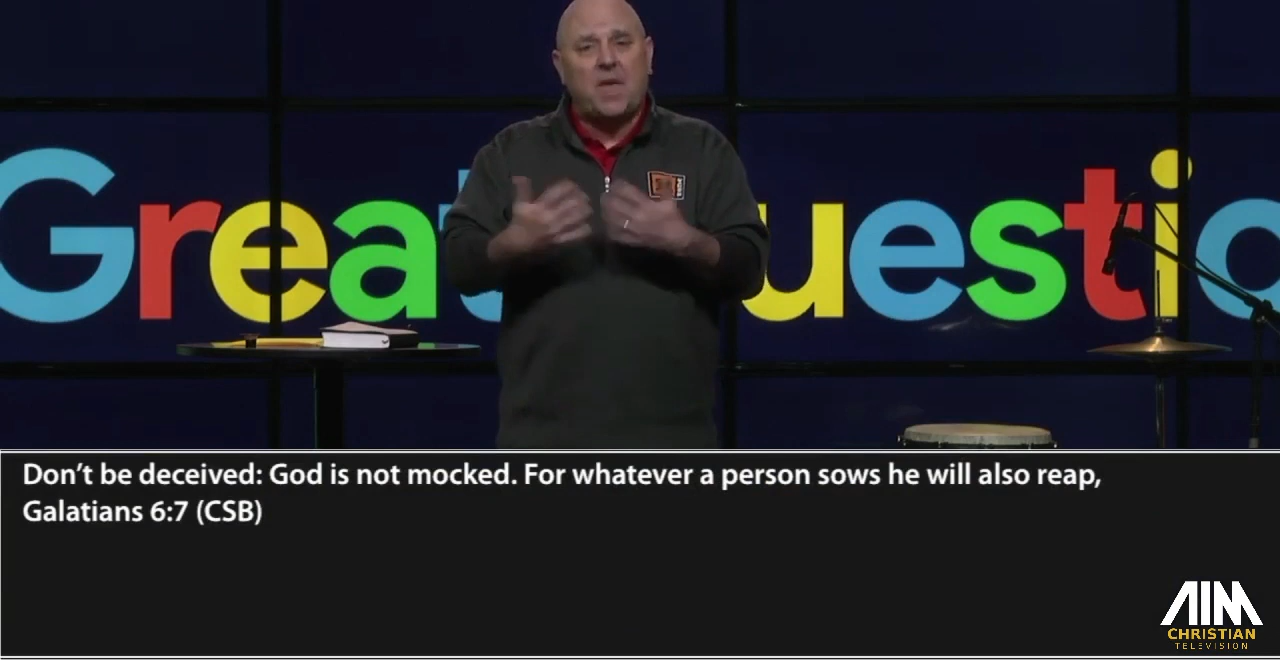 Great uestio
Don't be deceived: God is not mocked. For whatever a person sows he will also reap,
Galatians 6:7 (CSB)
AIM
CHRISTIAN
TELEVISION